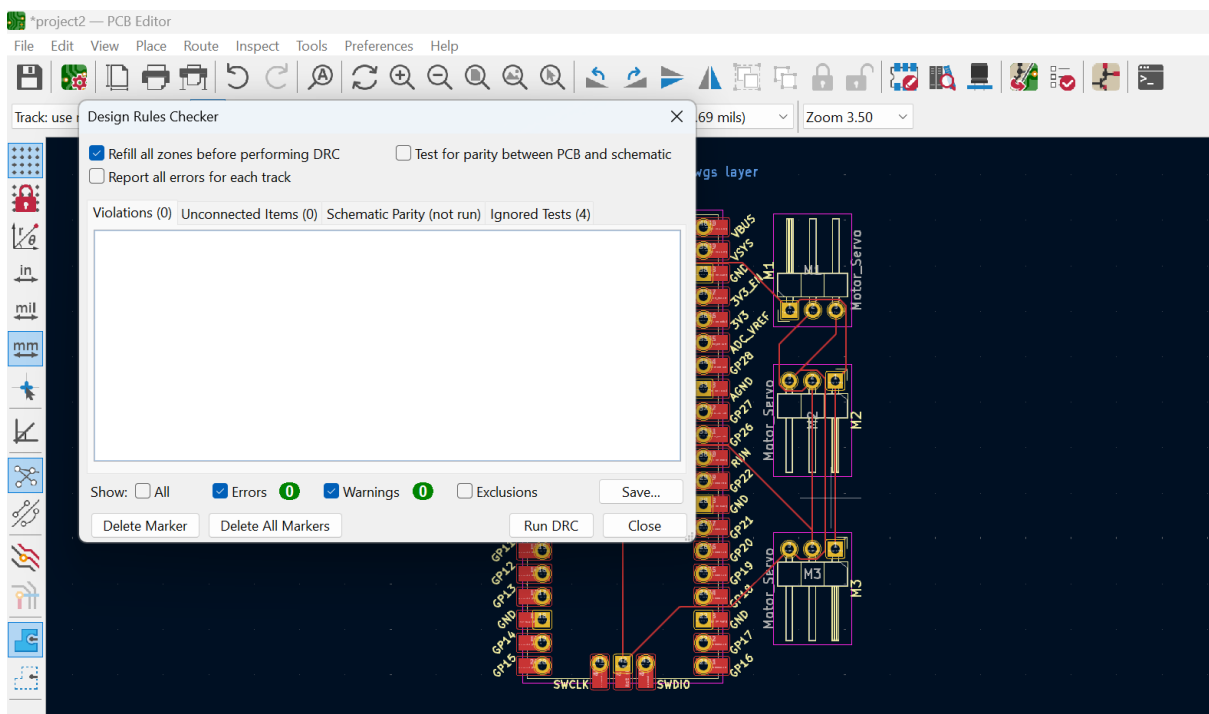 *project2 — PCB Editor
File Edit View Place Route Inspect Tools Preferences Help
Track: use
.69 mils)
Zoom 3.50
Design Rules Checker
Refill all zones before performing DRC
Test for parity between PCB and schematic
Report all errors for each track
Violations (0) Unconnected Items (0) Schematic Parity (not run) Ignored Tests (4)
Show: All Errors 0 Warnings 0 Exclusions Save...
Delete Marker Delete All Markers Run DRC Close
in
mil
mm
wgs layer
VBUS
VSYS
GND
3V3_EN
3V3
ADC_VREF
GP28
AGND
GP27
GP26
RUN
GP22
GND
GP21
GP20
GP19
GP18
GND
GP17
GP16
GP11
GP12
GP13
GND
GP14
GP15
SWCLK
SWDIO
M1
M1
Motor_Servo
Motor_Servo
M2
M2
Motor_Servo
M3
M3